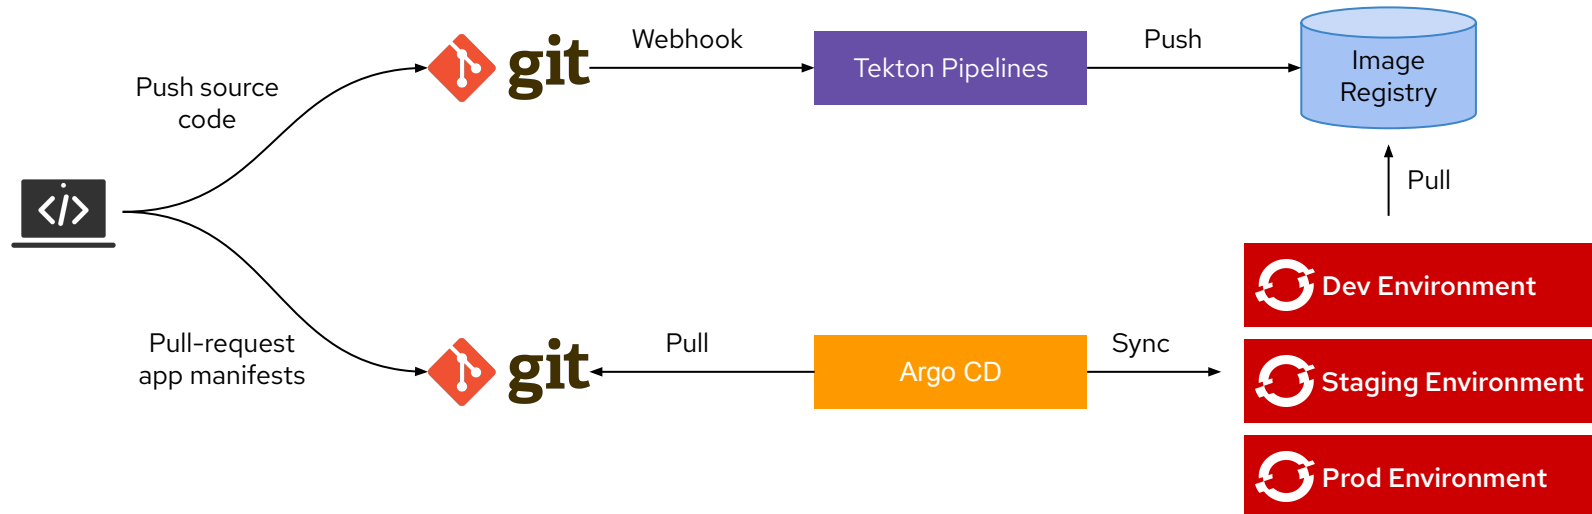 Push source
code
git
Webhook
Tekton Pipelines
Push
Image
Registry
Pull
</>
Pull-request
app manifests
git
Pull
Argo CD
Sync
Dev Environment
Staging Environment
Prod Environment